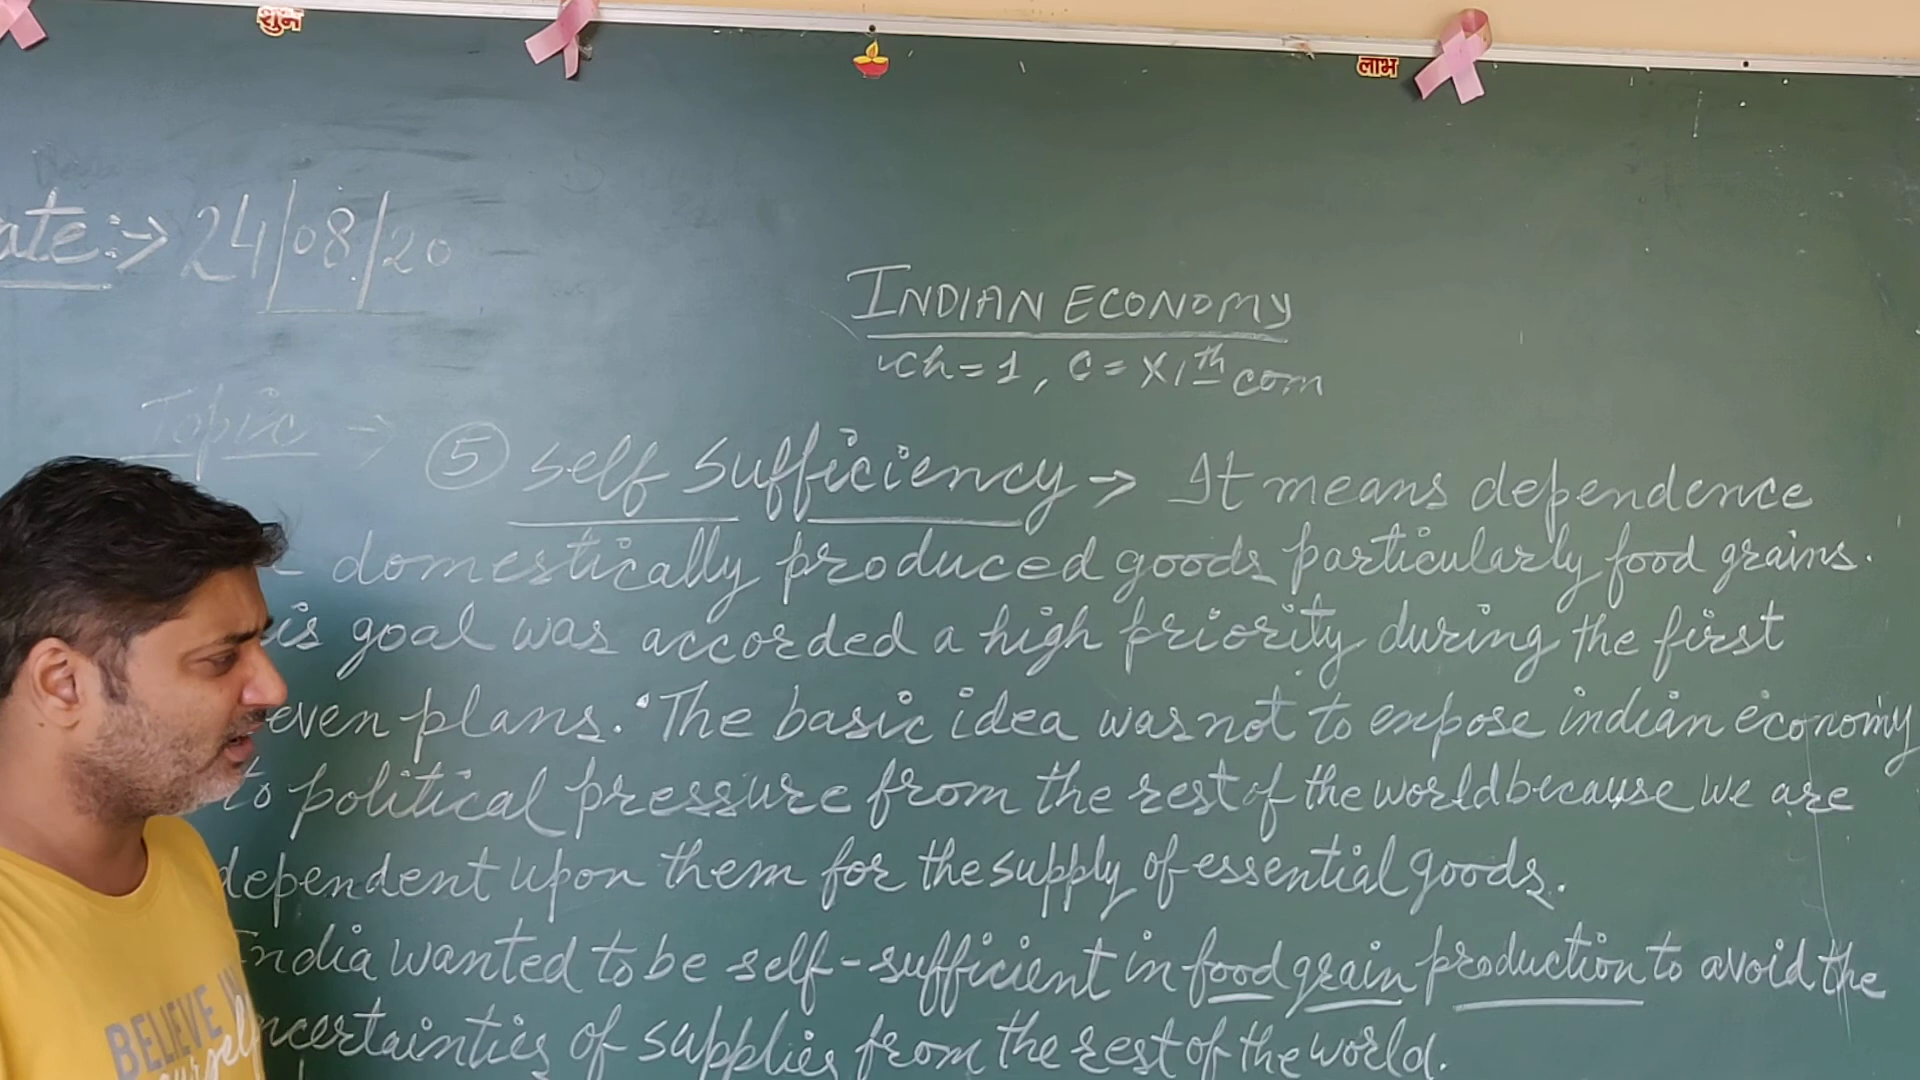 शुभ
लाभ
ate:→ 24/08/20
INDIAN ECONOMY
Ch=1, C=XIth com
Topic →
⑤ Self Sufficiency → It means dependence
- domestically produced goods particularly food grains.
is goal was accorded a high priority during the first
even plans. The basic idea was not to expose indian economy
to political pressure from the rest of the world because we are
dependent upon them for the supply of essential goods.
India wanted to be self-sufficient in food grain production to avoid the
ncertainties of supplies from the rest of the world.
BELIEVE IN